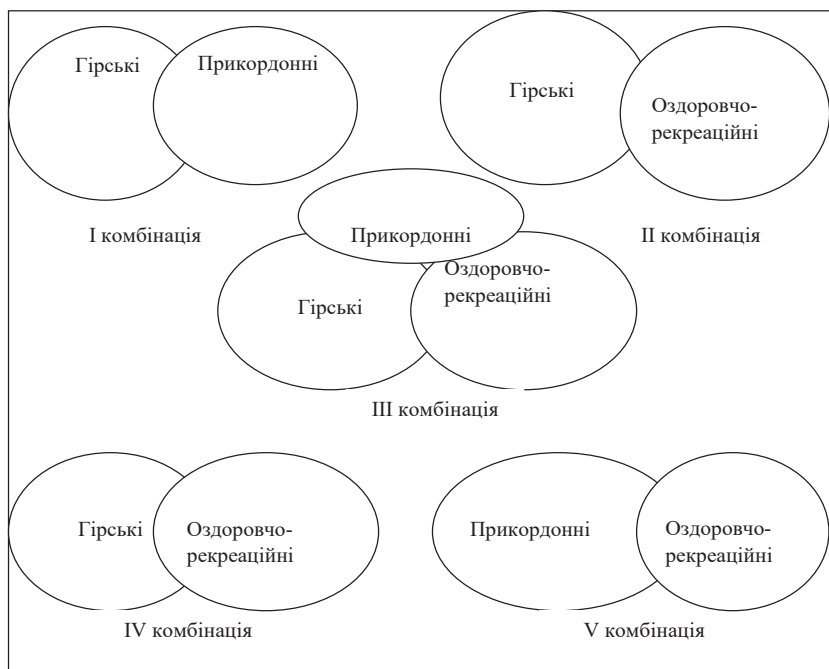 Гірські
Прикордонні
І комбінація
Гірські
Оздоровчо-
рекреаційні
ІІ комбінація
Прикордонні
Гірські
Оздоровчо-
рекреаційні
ІІІ комбінація
Гірські
Оздоровчо-
рекреаційні
IV комбінація
Прикордонні
Оздоровчо-
рекреаційні
V комбінація